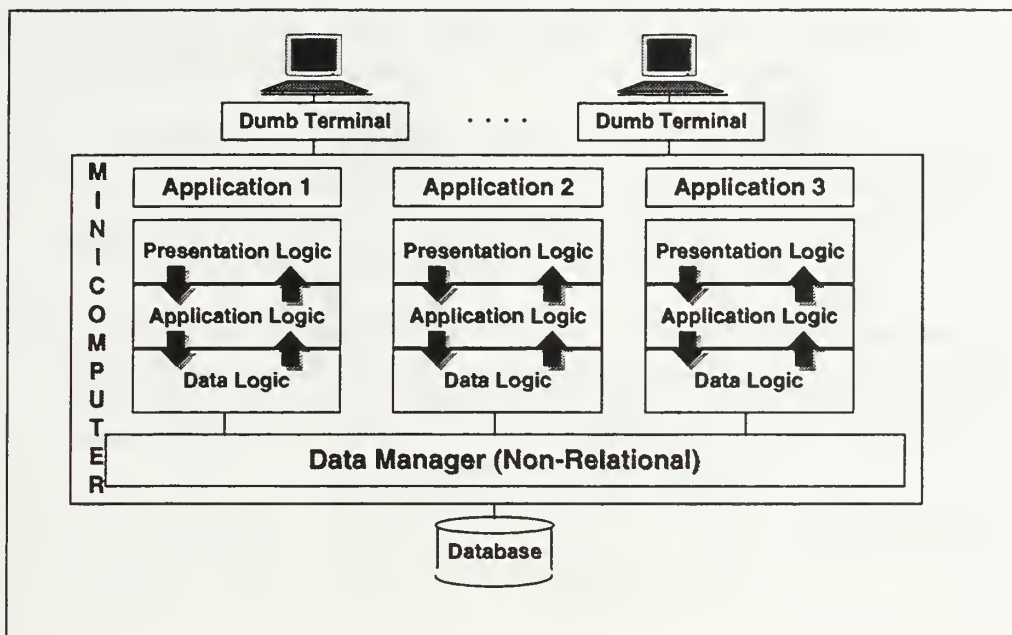 Dumb Terminal
. . . .
Dumb Terminal
MINICOMPUTER
Application 1
Application 2
Application 3
Presentation Logic
Application Logic
Data Logic
Presentation Logic
Application Logic
Data Logic
Presentation Logic
Application Logic
Data Logic
Data Manager (Non-Relational)
Database